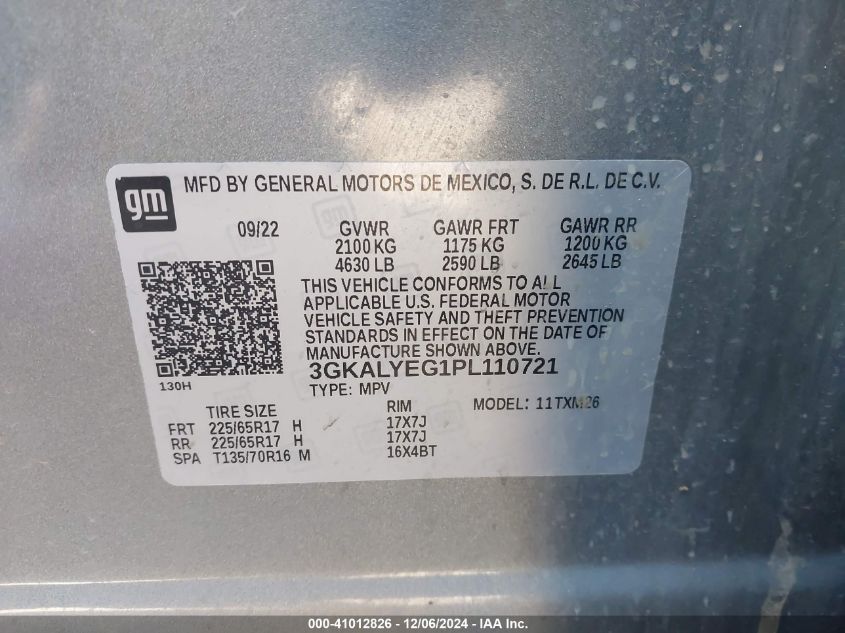 gm
MFD BY GENERAL MOTORS DE MEXICO, S. DE R.L. DE C.V.
09/22 GVWR GAWR FRT GAWR RR
2100 KG 1175 KG 1200 KG
4630 LB 2590 LB 2645 LB
THIS VEHICLE CONFORMS TO ALL
APPLICABLE U.S. FEDERAL MOTOR
VEHICLE SAFETY AND THEFT PREVENTION
STANDARDS IN EFFECT ON THE DATE OF
MANUFACTURE SHOWN ABOVE.
3GKALYEG1PL110721
130H
TYPE: MPV
TIRE SIZE RIM MODEL: 11TXM26
FRT 225/65R17 H 17X7J
RR 225/65R17 H 17X7J
SPA T135/70R16 M 16X4BT
000-41012826 - 12/06/2024 - IAA Inc.